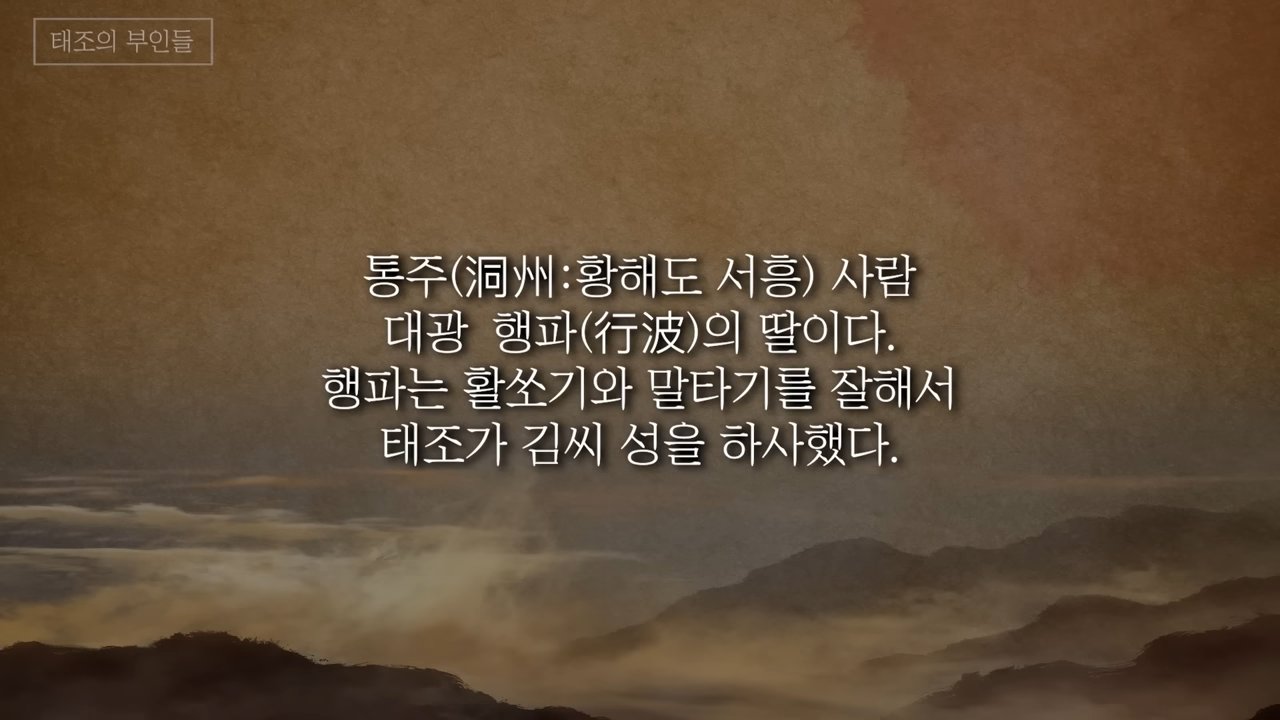 태조의 부인들
통주(洞州:황해도 서흥) 사람
대광 행파(行波)의 딸이다.
행파는 활쏘기와 말타기를 잘해서
태조가 김씨 성을 하사했다.